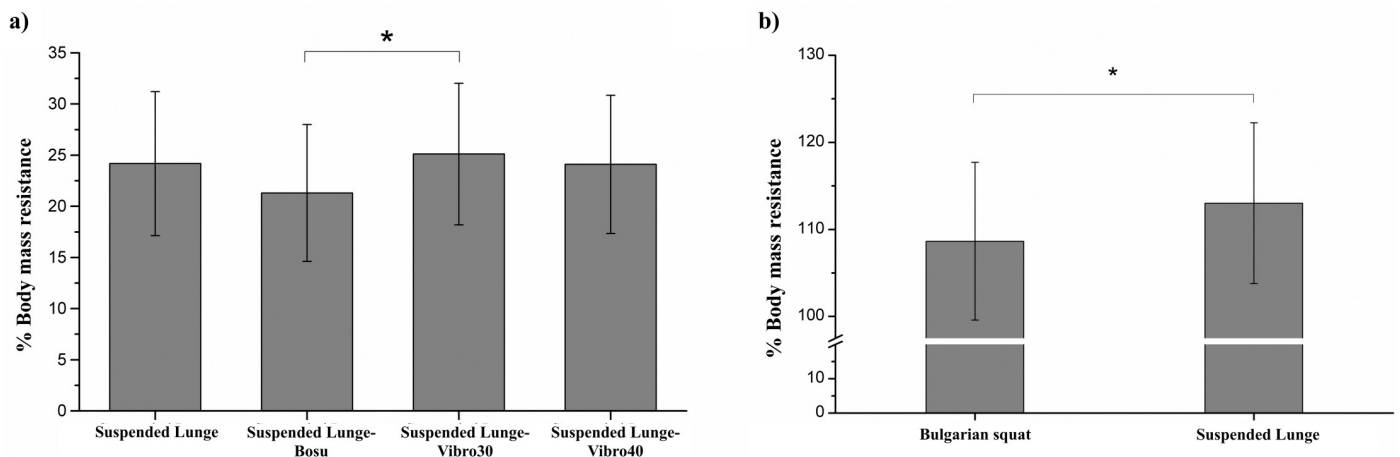 a)
*
35
30
25
20
15
10
5
0
% Body mass resistance
Suspended Lunge
Suspended Lunge-
Bosu
Suspended Lunge-
Vibro30
Suspended Lunge-
Vibro40
b)
*
130
120
110
100
10
0
% Body mass resistance
Bulgarian squat
Suspended Lunge